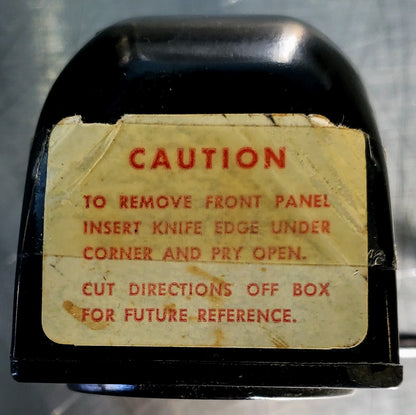 CAUTION
TO REMOVE FRONT PANEL
INSERT KNIFE EDGE UNDER
CORNER AND PRY OPEN.
CUT DIRECTIONS OFF BOX
FOR FUTURE REFERENCE.